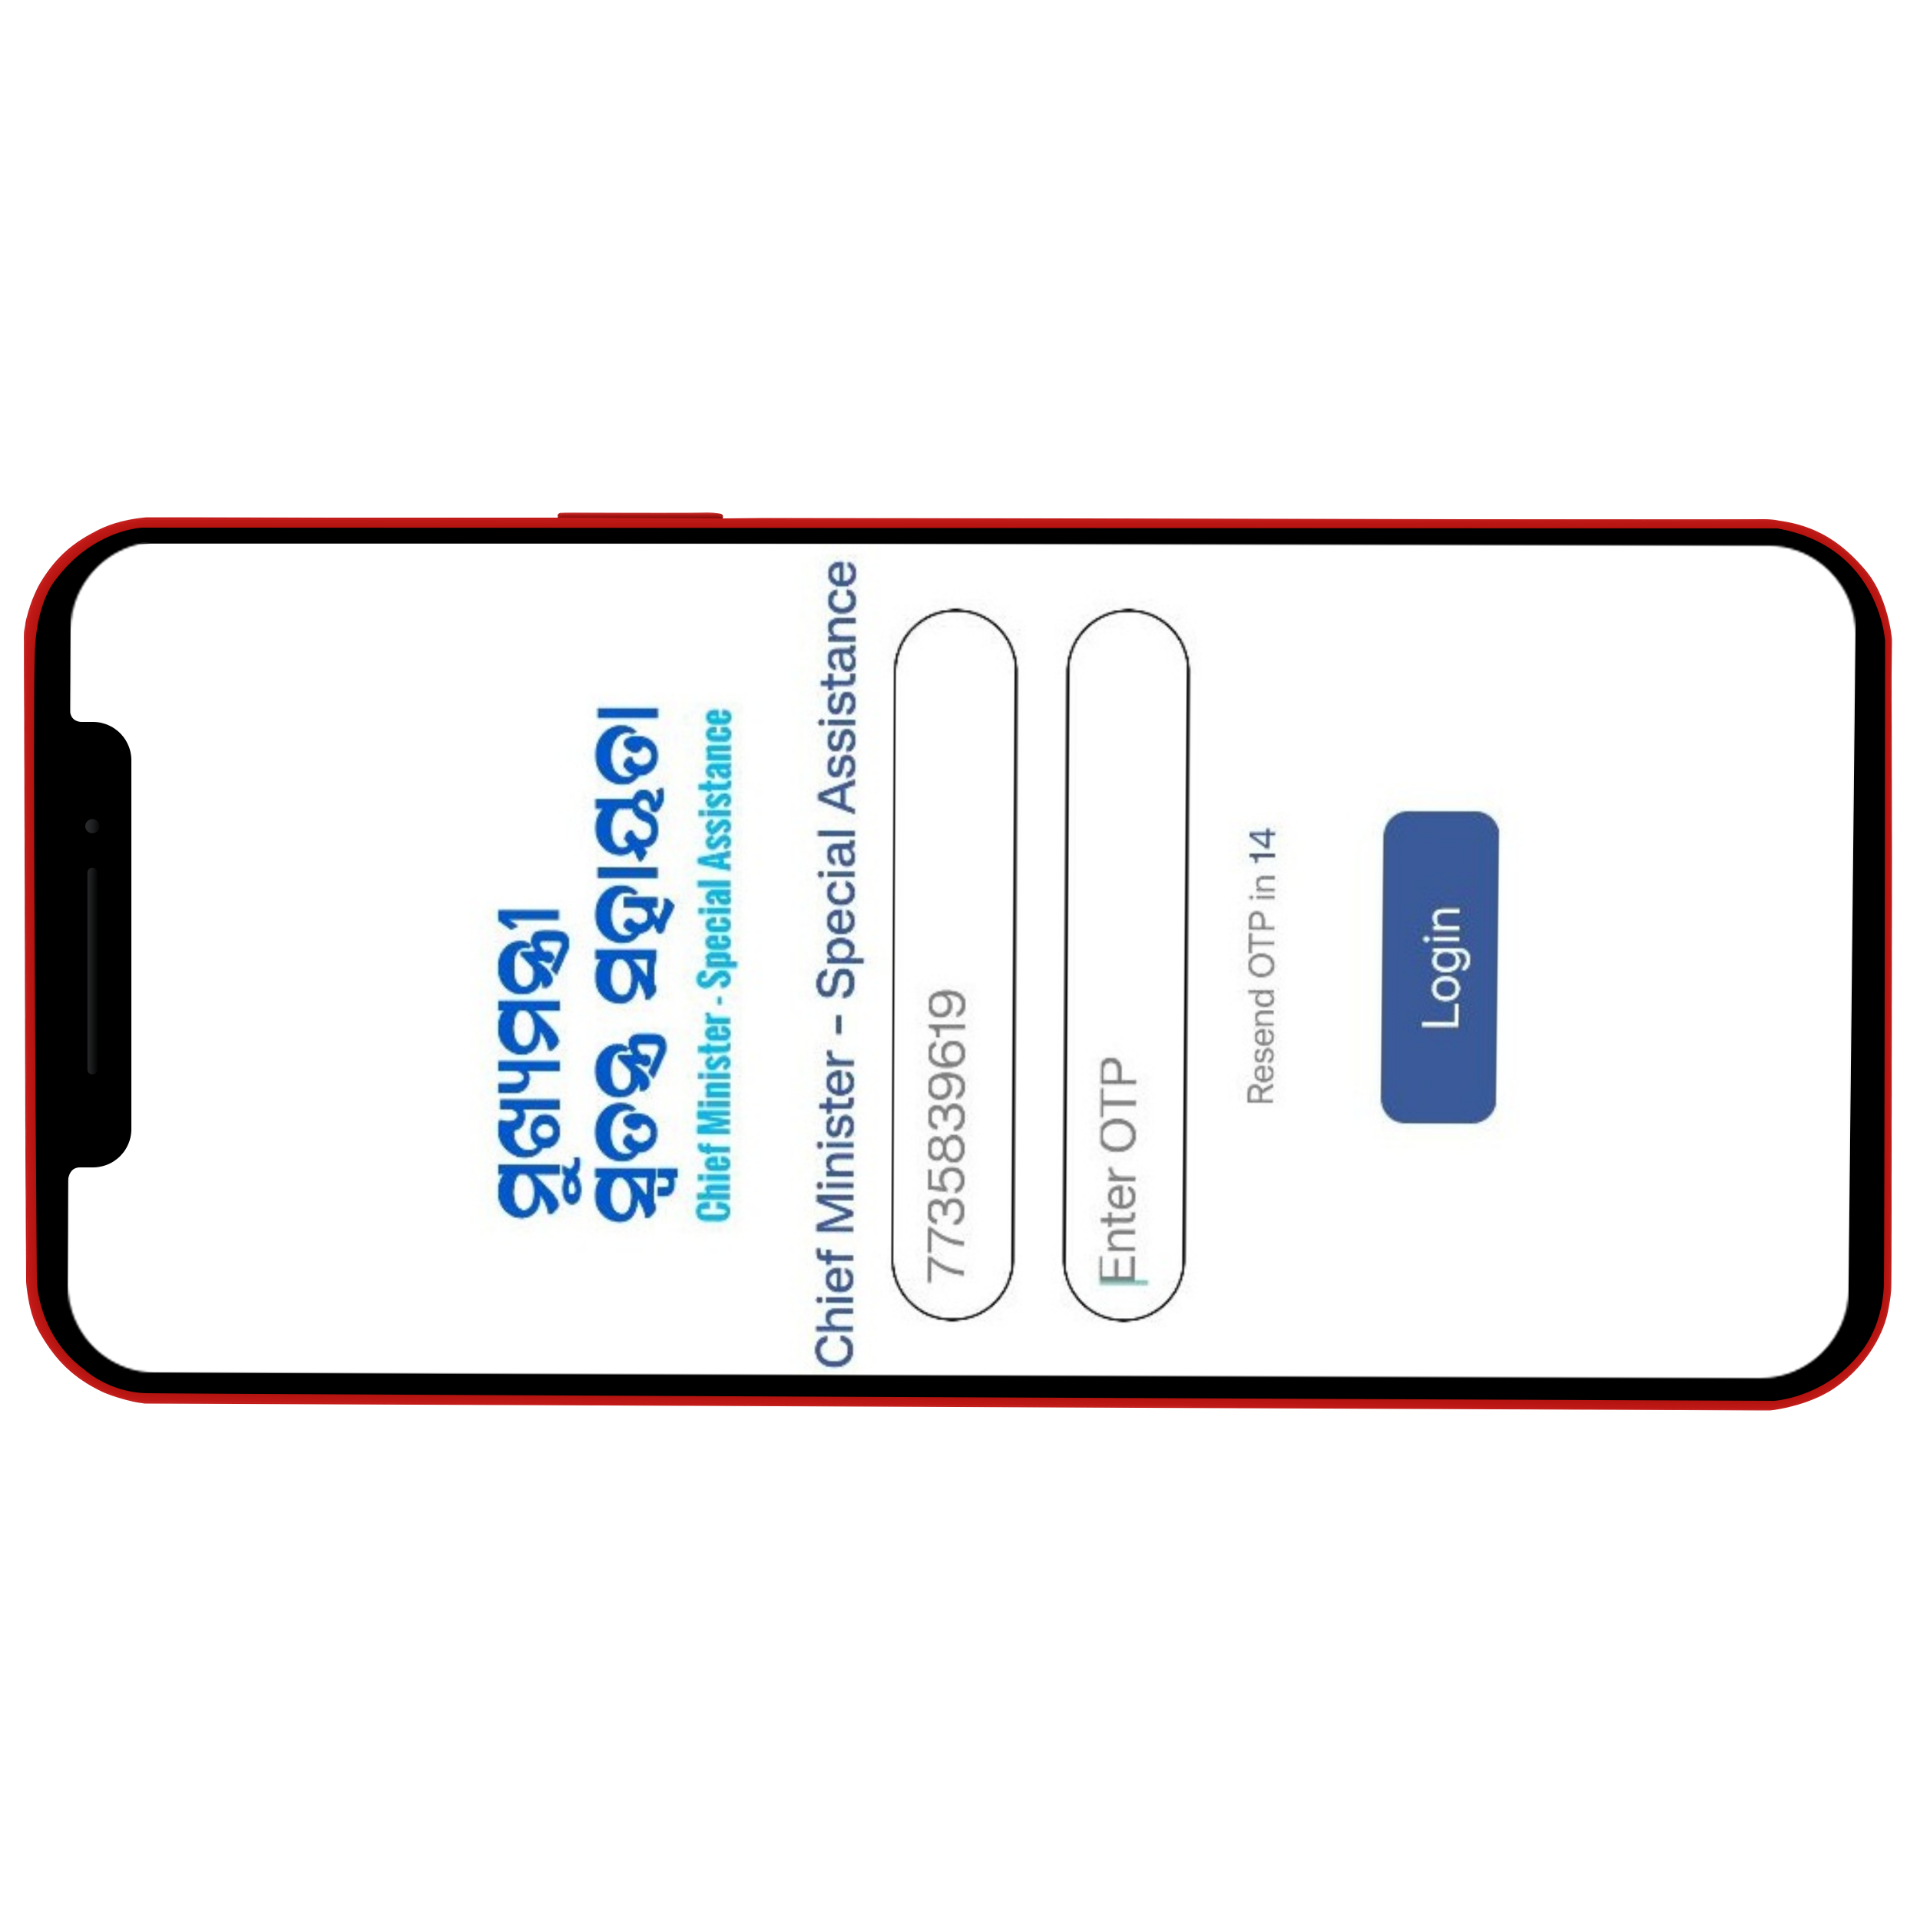 ମୁଖ୍ୟମନ୍ତ୍ରୀ
ସ୍ୱତନ୍ତ୍ର ସହାୟତା
Chief Minister - Special Assistance
Chief Minister - Special Assistance
7735839619
Enter OTP
Resend OTP in 14
Login